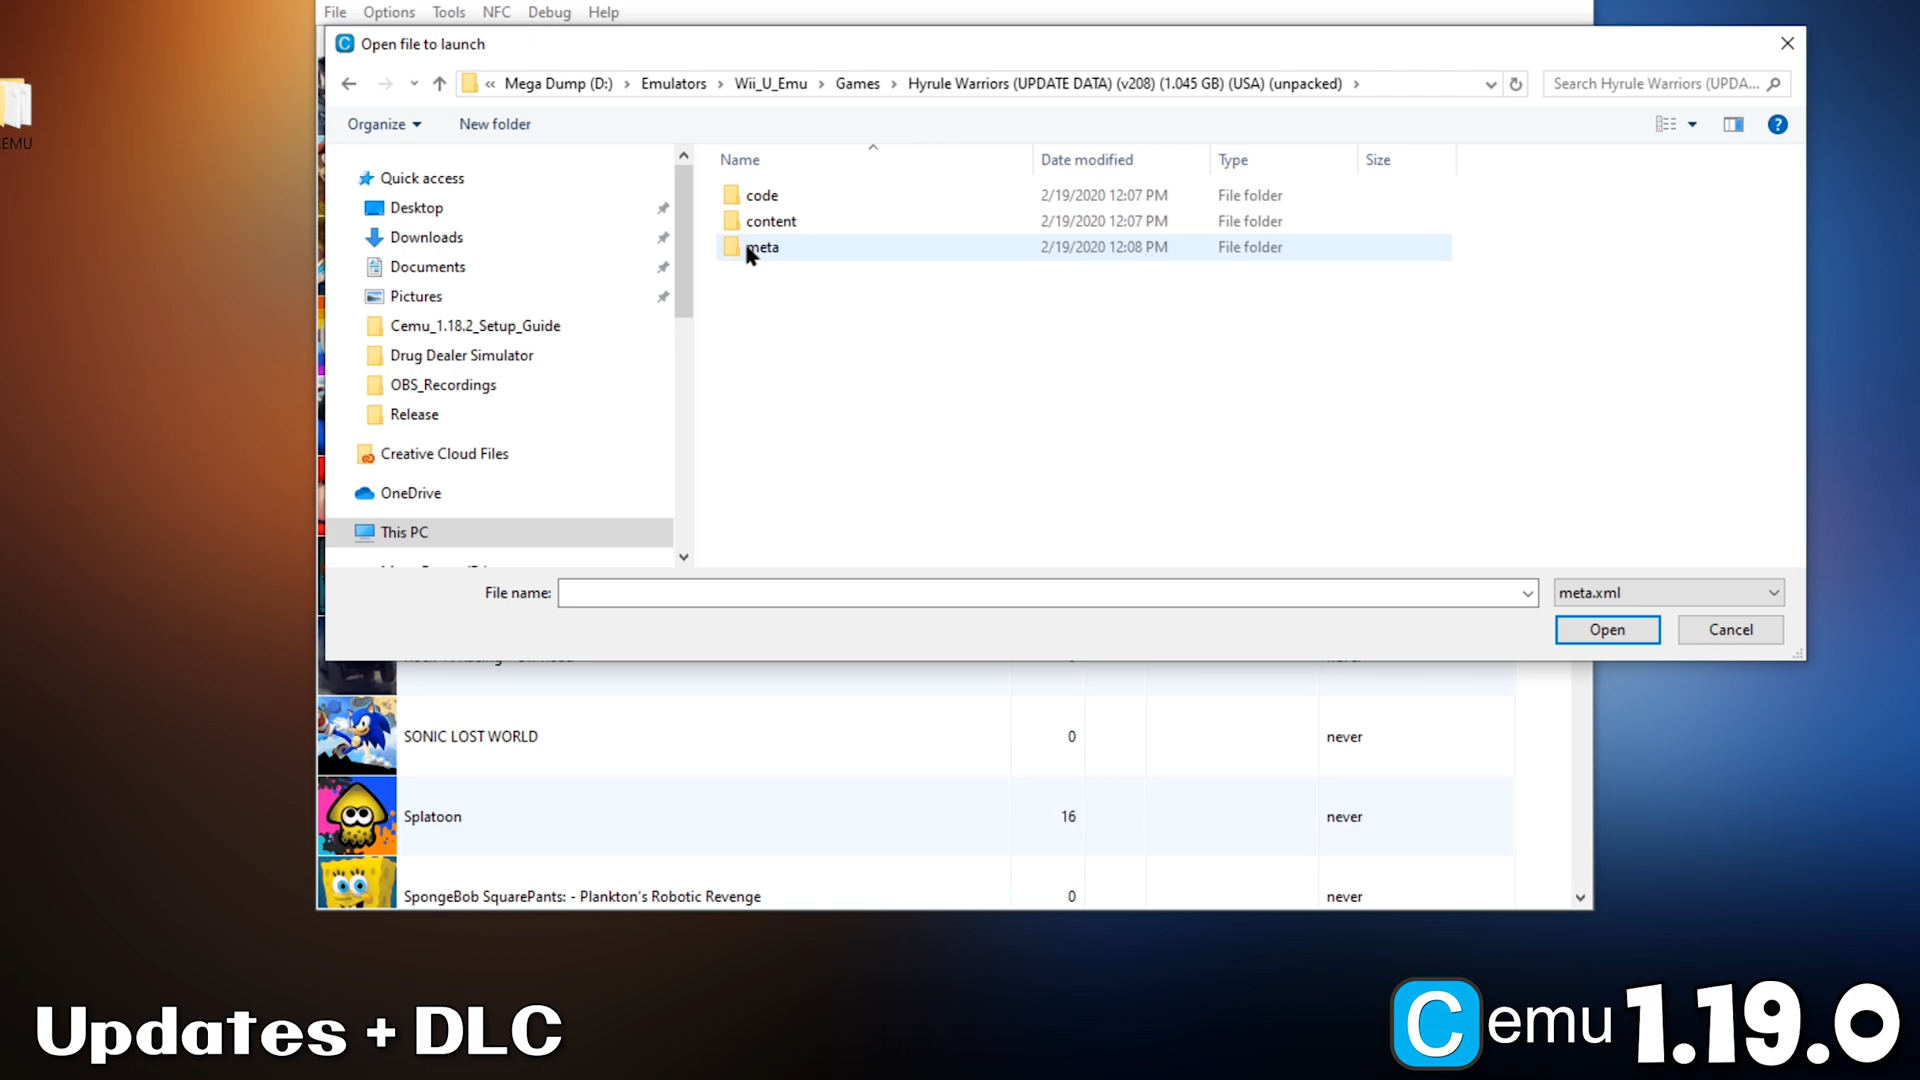 File Options Tools NFC Debug Help
Open file to launch
« Mega Dump (D:) › Emulators › Wii_U_Emu › Games › Hyrule Warriors (UPDATE DATA) (v208) (1.045 GB) (USA) (unpacked) ›
Search Hyrule Warriors (UPDA...
Organize New folder
Name Date modified Type Size
Quick access
Desktop
Downloads
Documents
Pictures
Cemu_1.18.2_Setup_Guide
Drug Dealer Simulator
OBS_Recordings
Release
Creative Cloud Files
OneDrive
This PC
code 2/19/2020 12:07 PM File folder
content 2/19/2020 12:07 PM File folder
meta 2/19/2020 12:08 PM File folder
File name: meta.xml
Open Cancel
EMU
SONIC LOST WORLD 0 never
Splatoon 16 never
SpongeBob SquarePants: - Plankton's Robotic Revenge 0 never
Updates + DLC
Cemu 1.19.0